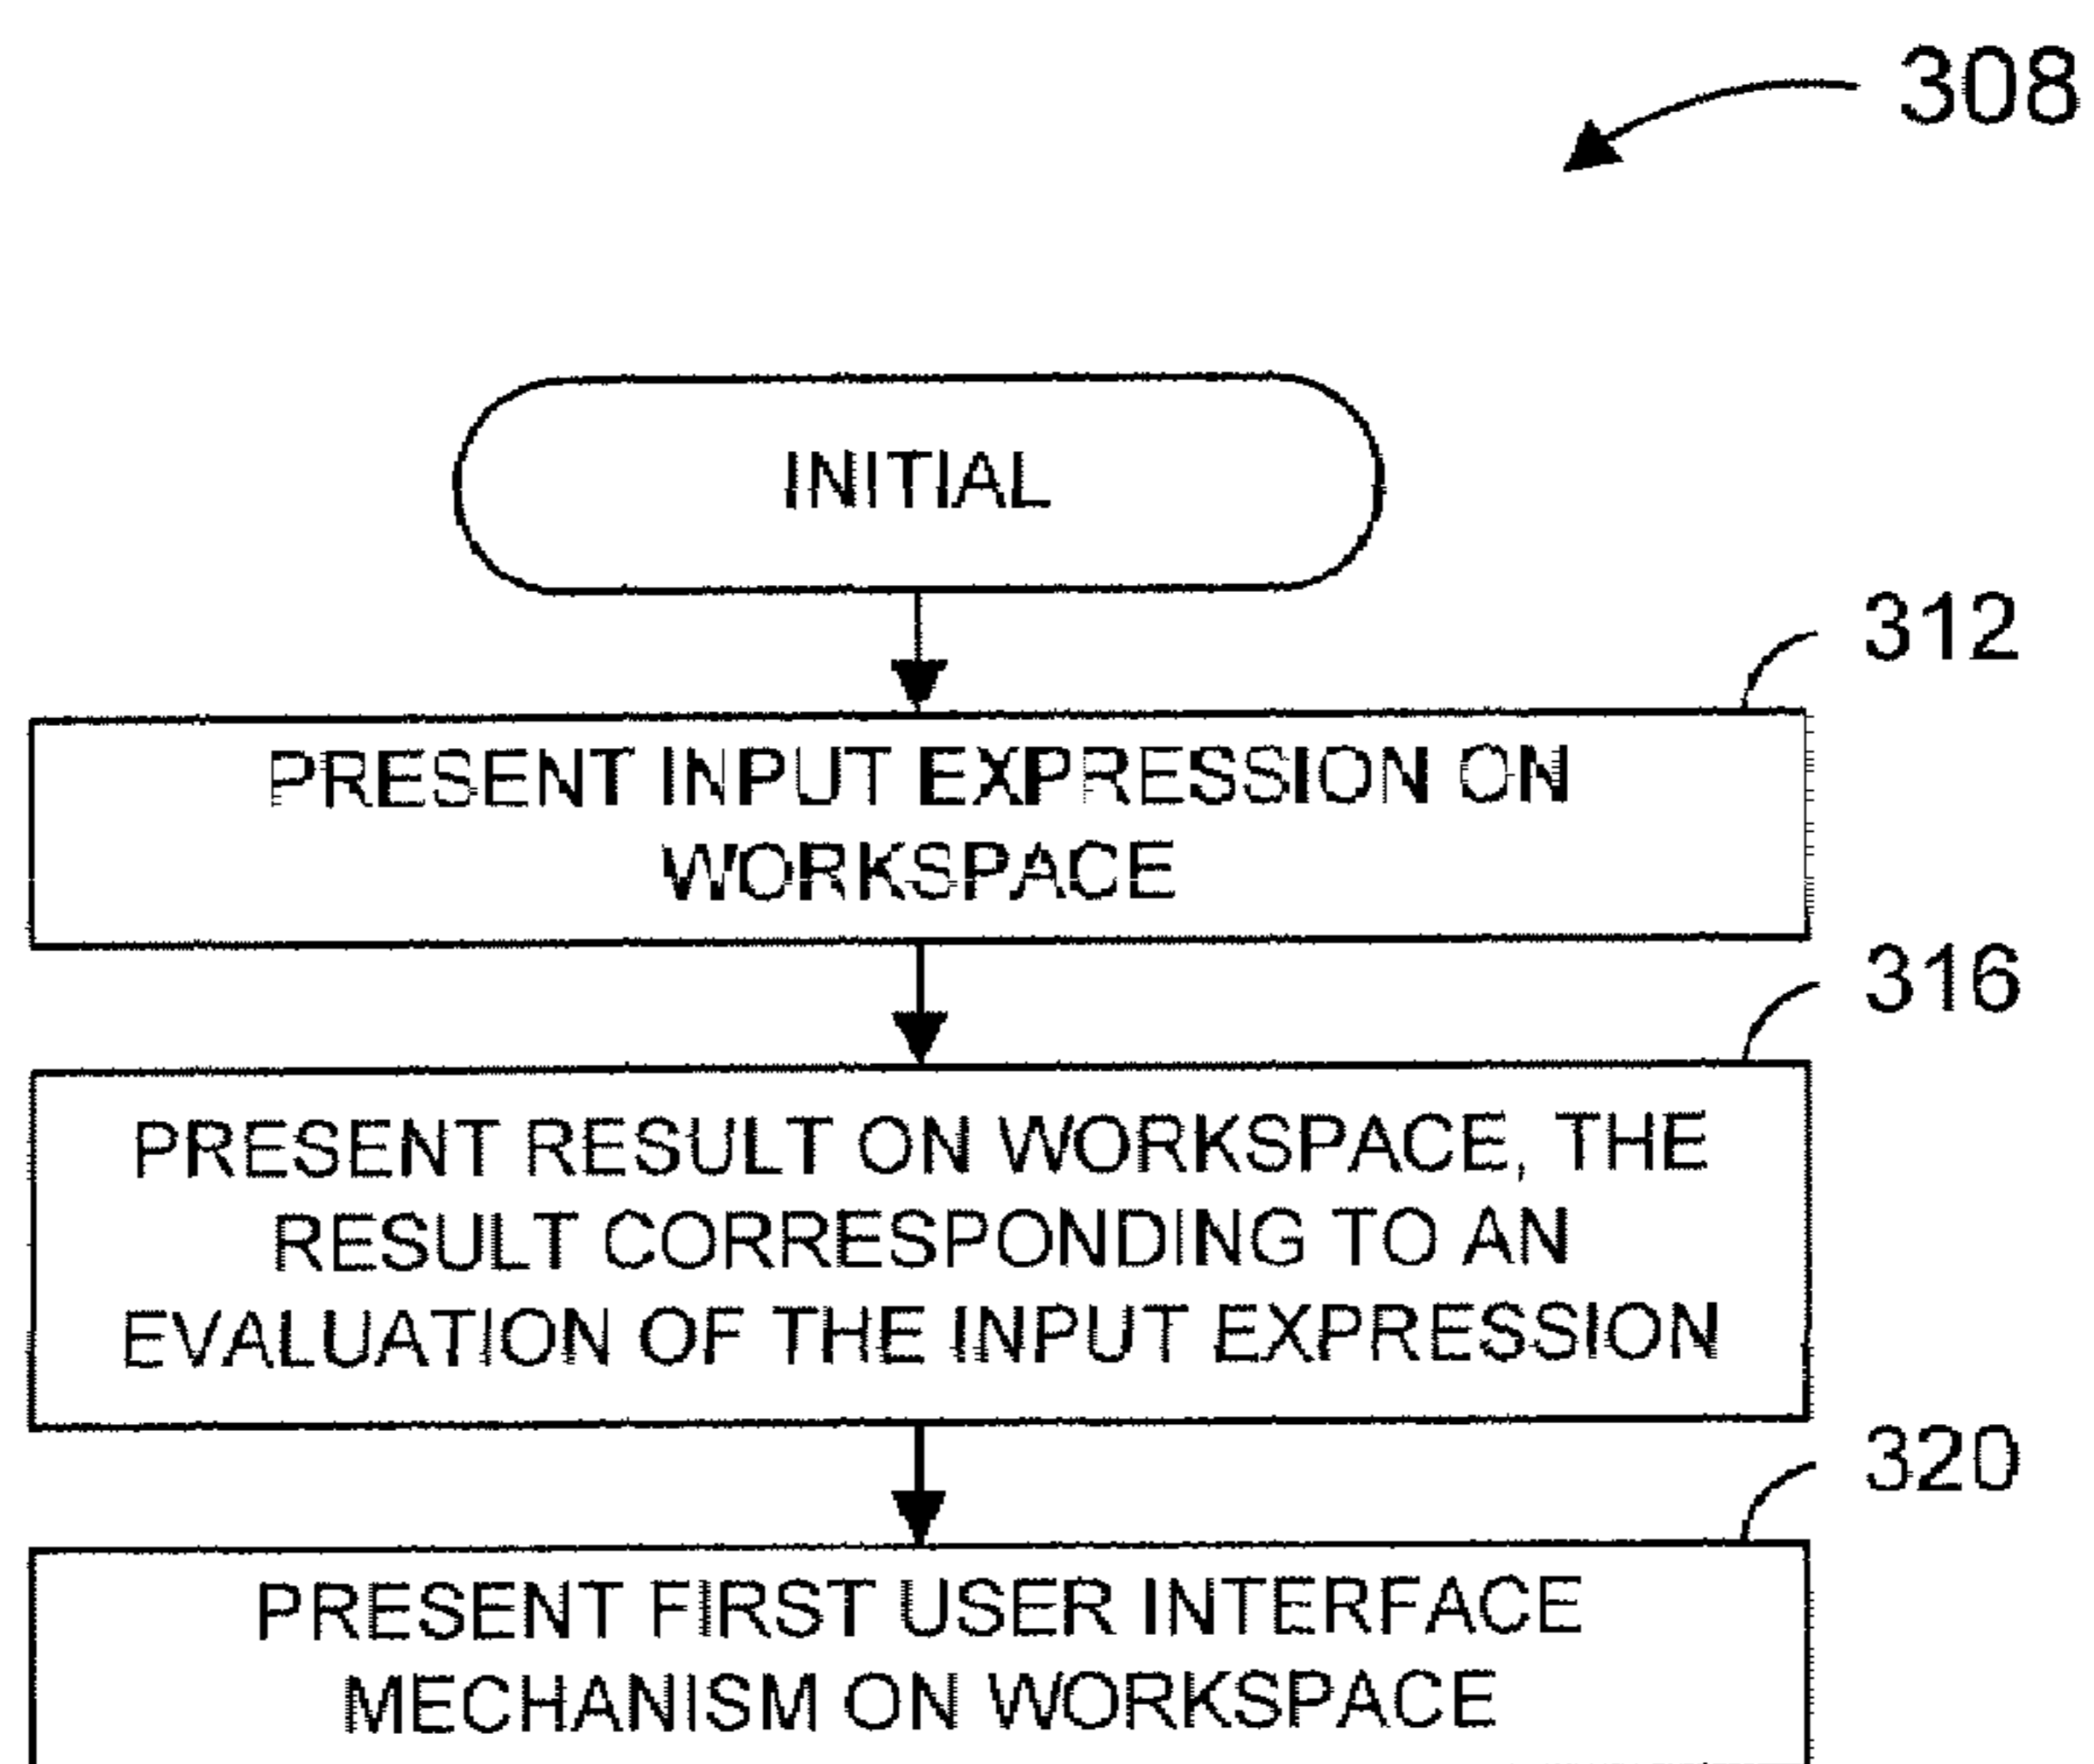 308
INITIAL
312
PRESENT INPUT EXPRESSION ON
WORKSPACE
316
PRESENT RESULT ON WORKSPACE, THE
RESULT CORRESPONDING TO AN
EVALUATION OF THE INPUT EXPRESSION
320
PRESENT FIRST USER INTERFACE
MECHANISM ON WORKSPACE